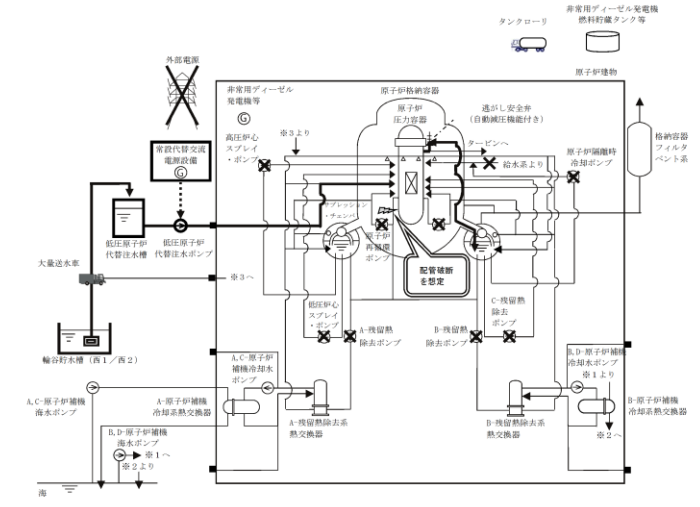 タンクローリ
非常用ディーゼル発電機
燃料貯蔵タンク等
外部電源
原子炉建物
非常用ディーゼル
発電機等
G
原子炉格納容器
原子炉
圧力容器
逃がし安全弁
(自動減圧機能付き)
高圧炉心
スプレイ
・ポンプ
※3より
タービンへ
給水系より
原子炉隔離時
冷却ポンプ
格納容器
フィルタ
ベント系
常設代替交流
電源設備
G
サプレッション
・チェンバ
低圧原子炉
代替注水槽
低圧原子炉
代替注水ポンプ
原子炉
再循環
ポンプ
配管破断
を想定
大量送水車
※3へ
低圧炉心
スプレイ
・ポンプ
A-残留熱
除去ポンプ
B-残留熱
除去ポンプ
C-残留熱
除去
ポンプ
輪谷貯水槽(西1/西2)
A,C-原子炉
補機冷却水
ポンプ
B,D-原子炉補機
冷却水ポンプ
※1より
A,C-原子炉補機
海水ポンプ
A-原子炉補機
冷却系熱交換器
A-残留熱除去系
熱交換器
B-残留熱除去系
熱交換器
B-原子炉補機
冷却系熱交換器
※2へ
B,D-原子炉補機
海水ポンプ
※1へ
※2より
海